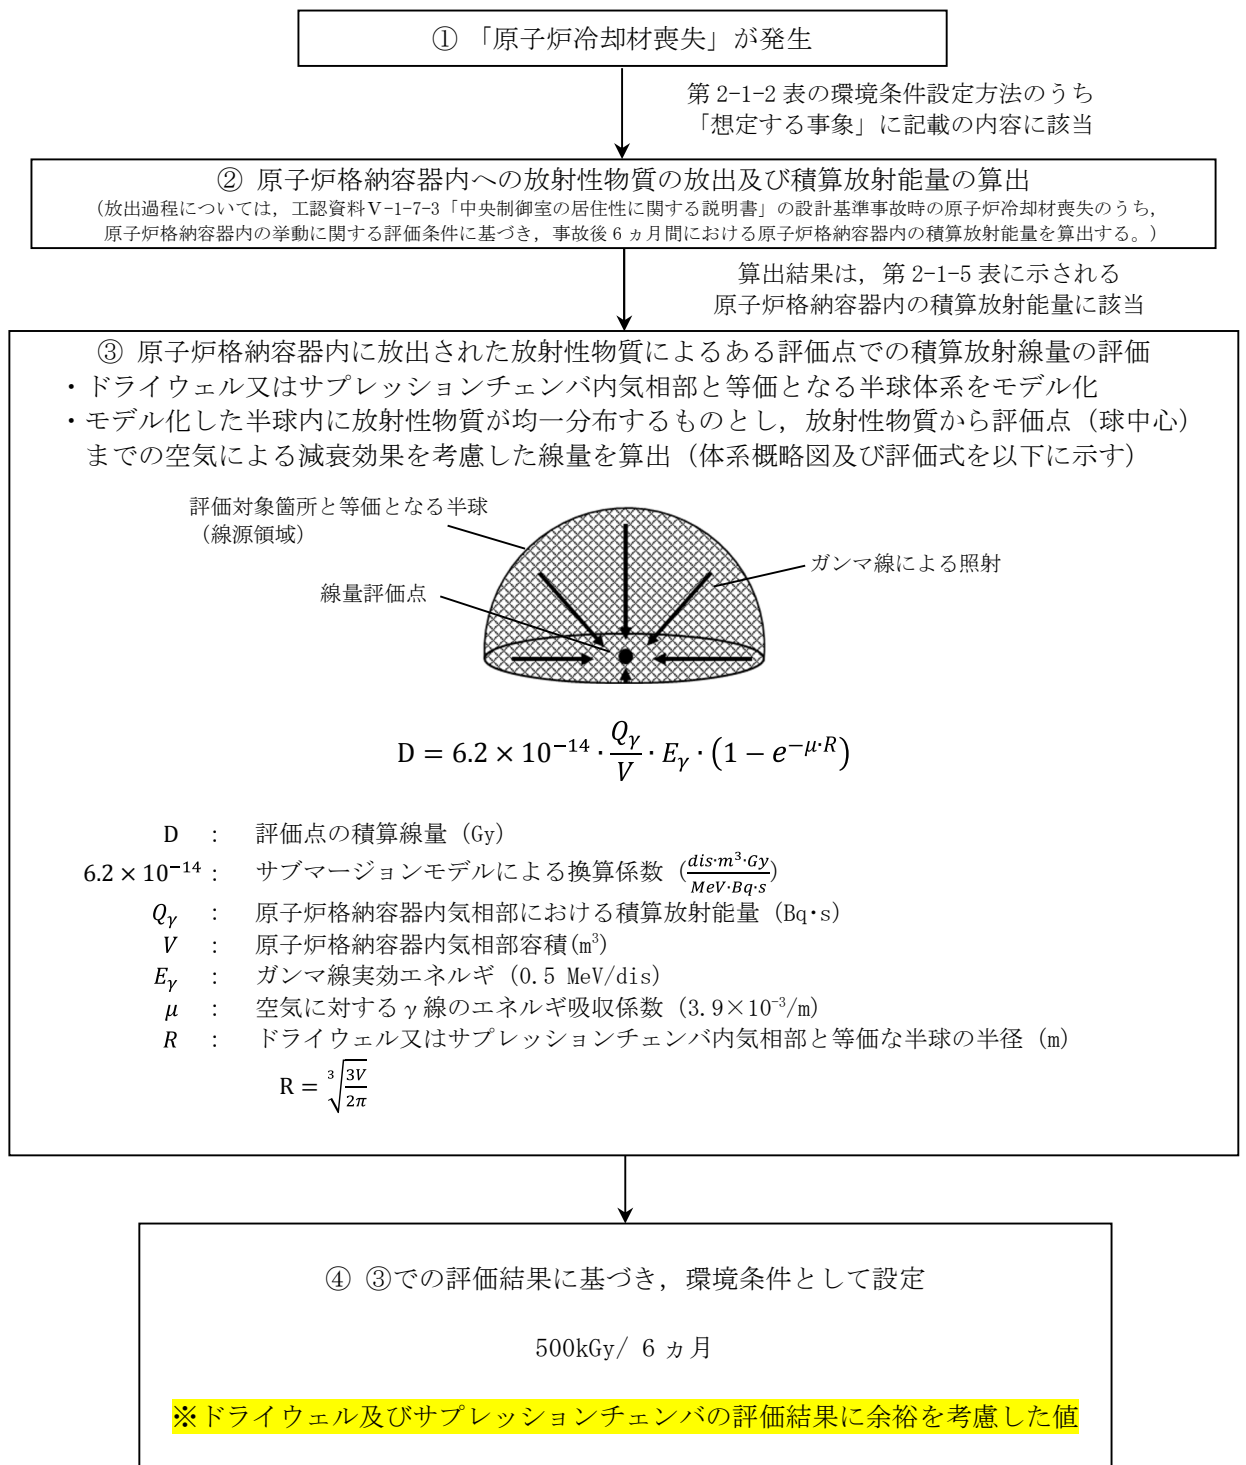 ① 「原子炉冷却材喪失」が発生
第 2-1-2 表の環境条件設定方法のうち
「想定する事象」に記載の内容に該当
② 原子炉格納容器内への放射性物質の放出及び積算放射能量の算出
(放出過程については，工認資料Ⅴ-1-7-3「中央制御室の居住性に関する説明書」の設計基準事故時の原子炉冷却材喪失のうち，
原子炉格納容器内の挙動に関する評価条件に基づき，事故後 6 ヵ月間における原子炉格納容器内の積算放射能量を算出する。)
算出結果は，第 2-1-5 表に示される
原子炉格納容器内の積算放射能量に該当
③ 原子炉格納容器内に放出された放射性物質によるある評価点での積算放射線量の評価
・ドライウェル又はサプレッションチェンバ内気相部と等価となる半球体系をモデル化
・モデル化した半球内に放射性物質が均一分布するものとし，放射性物質から評価点（球中心）
までの空気による減衰効果を考慮した線量を算出（体系概略図及び評価式を以下に示す）
評価対象箇所と等価となる半球
（線源領域）
ガンマ線による照射
線量評価点
D = 6.2 × 10⁻¹⁴ · Qγ/V · Eγ · (1 − e^(−μ·R))
D : 評価点の積算線量 (Gy)
6.2 × 10⁻¹⁴ : サブマージョンモデルによる換算係数 (dis·m³·Gy/MeV·Bq·s)
Qγ : 原子炉格納容器内気相部における積算放射能量 (Bq・s)
V : 原子炉格納容器内気相部容積(m³)
Eγ : ガンマ線実効エネルギ (0.5 MeV/dis)
μ : 空気に対するγ線のエネルギ吸収係数 (3.9×10⁻³/m)
R : ドライウェル又はサプレッションチェンバ内気相部と等価な半球の半径 (m)
R = ³√(3V/2π)
④ ③での評価結果に基づき，環境条件として設定
500kGy/ 6 ヵ月
※ドライウェル及びサプレッションチェンバの評価結果に余裕を考慮した値